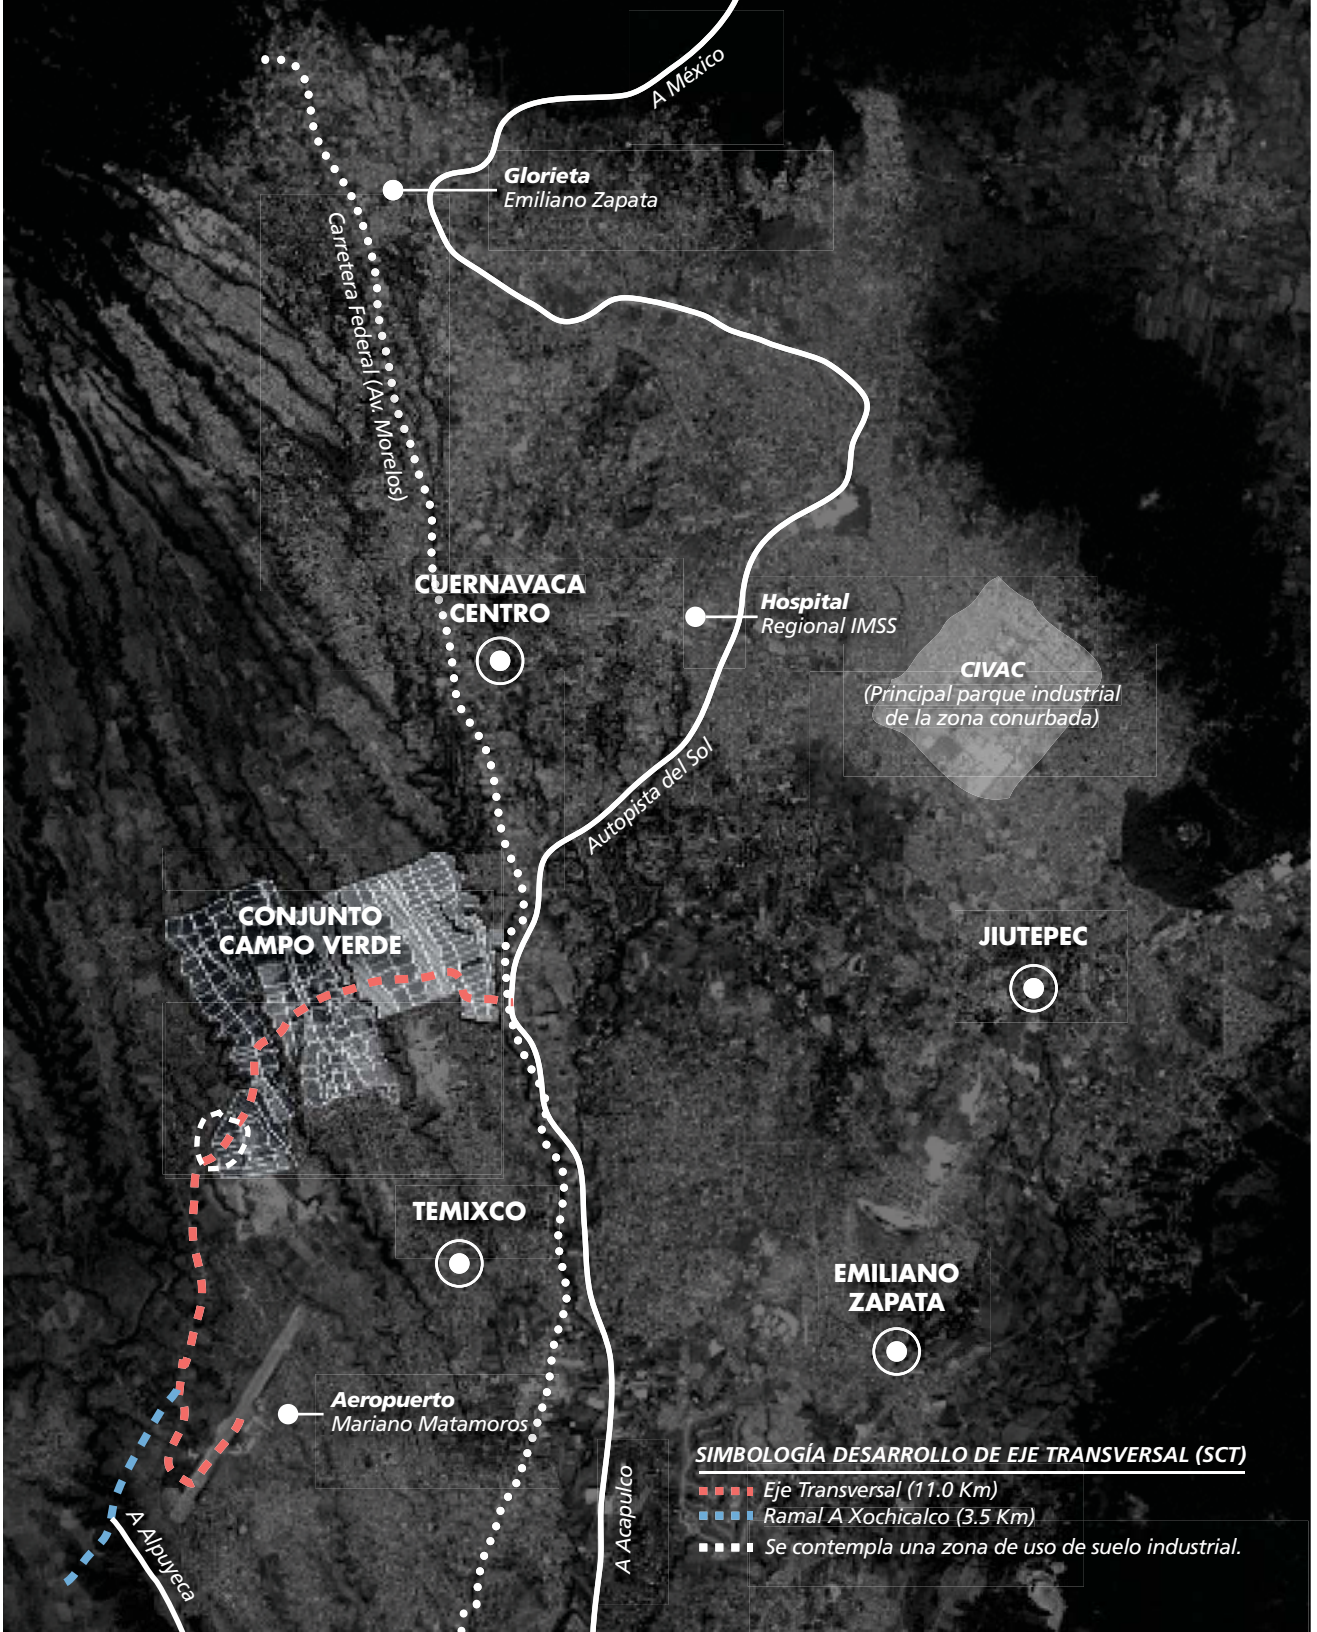 A México
Glorieta
Emiliano Zapata
Carretera Federal (Av. Morelos)
CUERNAVACA
CENTRO
Hospital
Regional IMSS
CIVAC
(Principal parque industrial
de la zona conurbada)
Autopista del Sol
CONJUNTO
CAMPO VERDE
JIUTEPEC
TEMIXCO
EMILIANO
ZAPATA
Aeropuerto
Mariano Matamoros
A Alpuyeca
A Acapulco
SIMBOLOGÍA DESARROLLO DE EJE TRANSVERSAL (SCT)
Eje Transversal (11.0 Km)
Ramal A Xochicalco (3.5 Km)
Se contempla una zona de uso de suelo industrial.